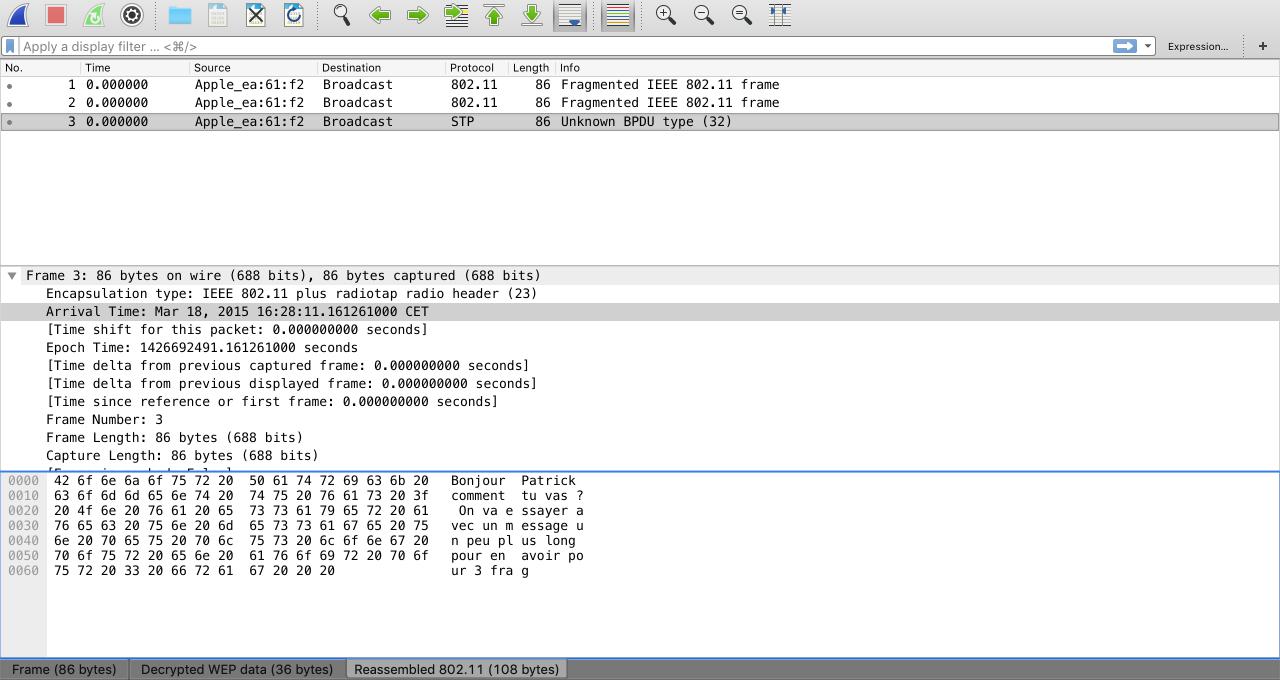 Apply a display filter ... <⌘/>
Expression...
+
No. Time Source Destination Protocol Length Info
1 0.000000 Apple_ea:61:f2 Broadcast 802.11 86 Fragmented IEEE 802.11 frame
2 0.000000 Apple_ea:61:f2 Broadcast 802.11 86 Fragmented IEEE 802.11 frame
3 0.000000 Apple_ea:61:f2 Broadcast STP 86 Unknown BPDU type (32)
Frame 3: 86 bytes on wire (688 bits), 86 bytes captured (688 bits)
Encapsulation type: IEEE 802.11 plus radiotap radio header (23)
Arrival Time: Mar 18, 2015 16:28:11.161261000 CET
[Time shift for this packet: 0.000000000 seconds]
Epoch Time: 1426692491.161261000 seconds
[Time delta from previous captured frame: 0.000000000 seconds]
[Time delta from previous displayed frame: 0.000000000 seconds]
[Time since reference or first frame: 0.000000000 seconds]
Frame Number: 3
Frame Length: 86 bytes (688 bits)
Capture Length: 86 bytes (688 bits)
0000 42 6f 6e 6a 6f 75 72 20 50 61 74 72 69 63 6b 20 Bonjour Patrick
0010 63 6f 6d 6d 65 6e 74 20 74 75 20 76 61 73 20 3f comment tu vas ?
0020 20 4f 6e 20 76 61 20 65 73 73 61 79 65 72 20 61 On va e ssayer a
0030 76 65 63 20 75 6e 20 6d 65 73 73 61 67 65 20 75 vec un m essage u
0040 6e 20 70 65 75 20 70 6c 75 73 20 6c 6f 6e 67 20 n peu pl us long
0050 70 6f 75 72 20 65 6e 20 61 76 6f 69 72 20 70 6f pour en avoir po
0060 75 72 20 33 20 66 72 61 67 20 20 20 ur 3 fra g
Frame (86 bytes) Decrypted WEP data (36 bytes) Reassembled 802.11 (108 bytes)